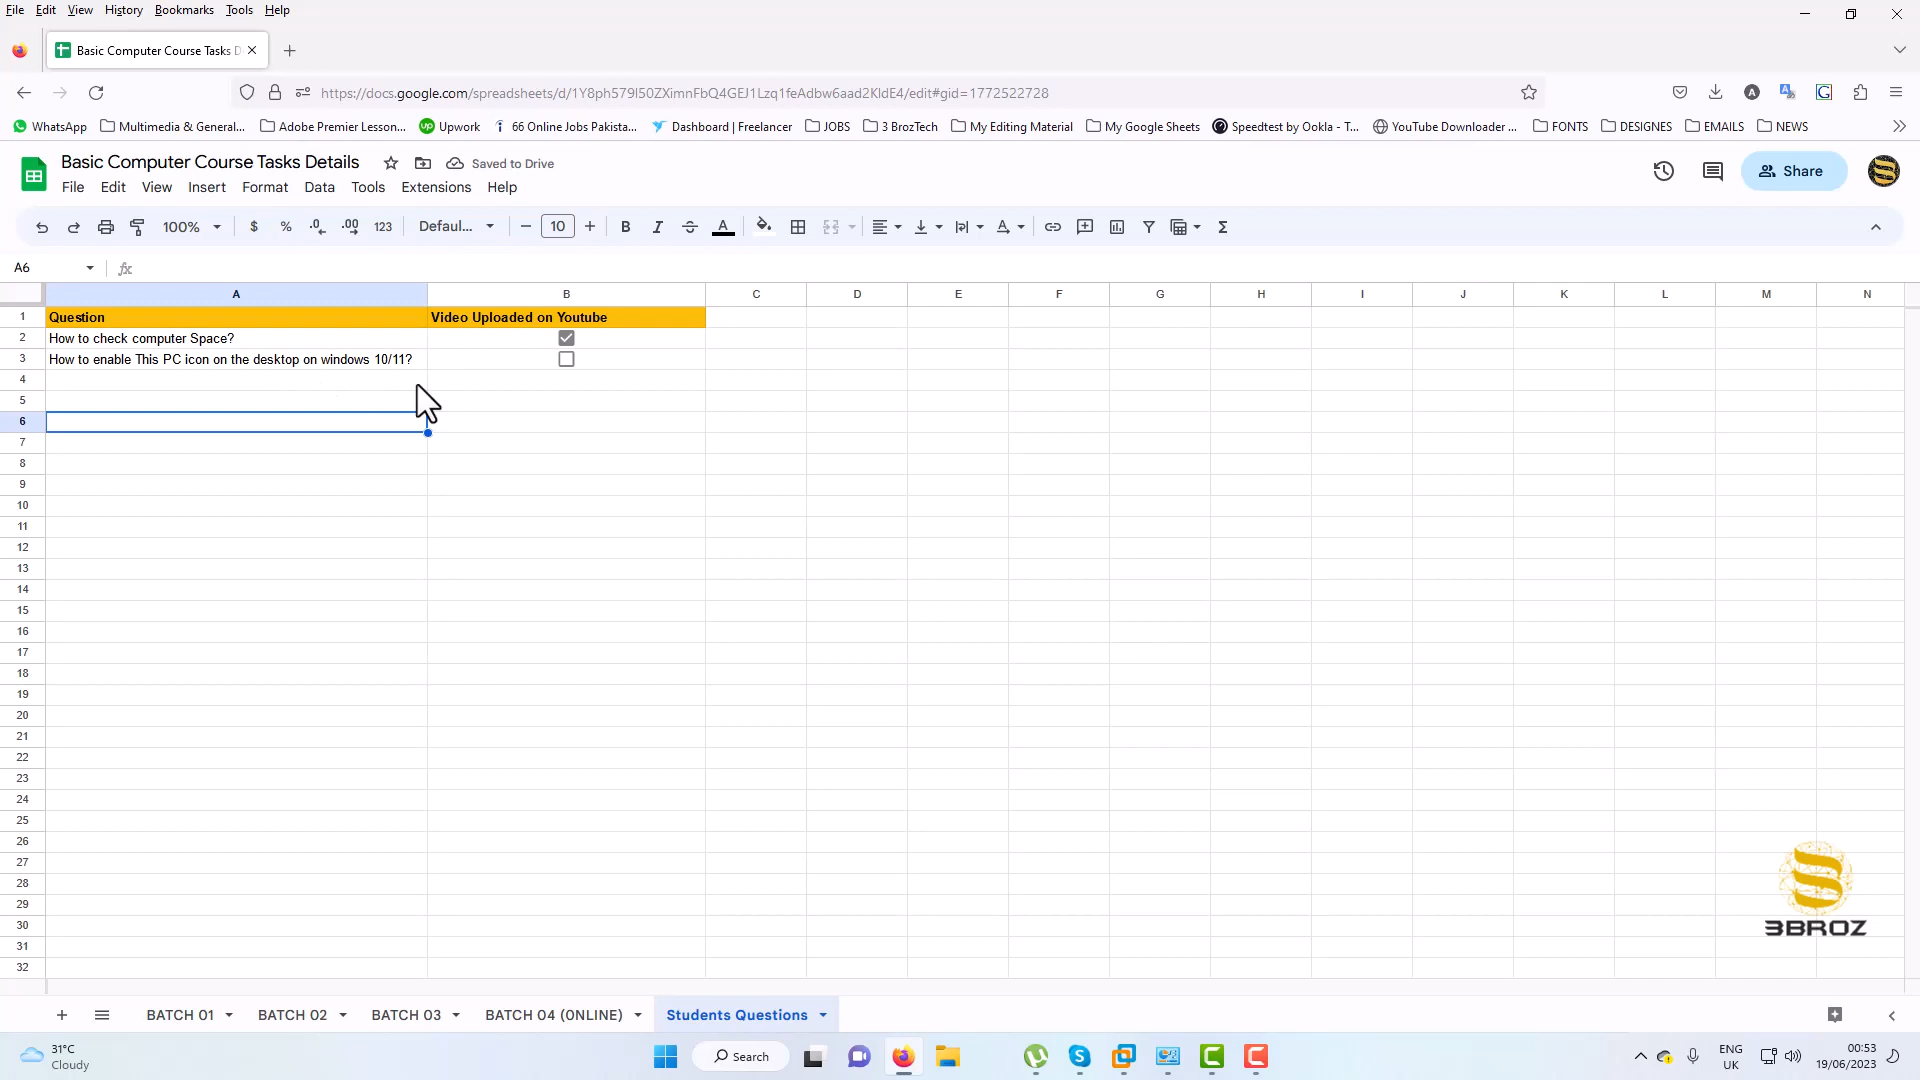 File Edit View History Bookmarks Tools Help
Basic Computer Course Tasks D
https://docs.google.com/spreadsheets/d/1Y8ph579I50ZXimnFbQ4GEJ1Lzq1feAdbw6aad2KldE4/edit#gid=1772522728
WhatsApp Multimedia & General... Adobe Premier Lesson... Upwork 66 Online Jobs Pakista... Dashboard | Freelancer JOBS 3 BrozTech My Editing Material My Google Sheets Speedtest by Ookla - T... YouTube Downloader ... FONTS DESIGNES EMAILS NEWS
Basic Computer Course Tasks Details Saved to Drive
File Edit View Insert Format Data Tools Extensions Help
Share
100% $ % .0 .00 123 Defaul... 10 B I S A
A6 fx
A B C D E F G H I J K L M N
1 Question Video Uploaded on Youtube
2 How to check computer Space?
3 How to enable This PC icon on the desktop on windows 10/11?
4
5
6
7
8
9
10
11
12
13
14
15
16
17
18
19
20
21
22
23
24
25
26
27
28
29
30
31
32
3BROZ
BATCH 01 BATCH 02 BATCH 03 BATCH 04 (0NLINE) Students Questions
31°C
Cloudy
Search
ENG
UK
00:53
19/06/2023